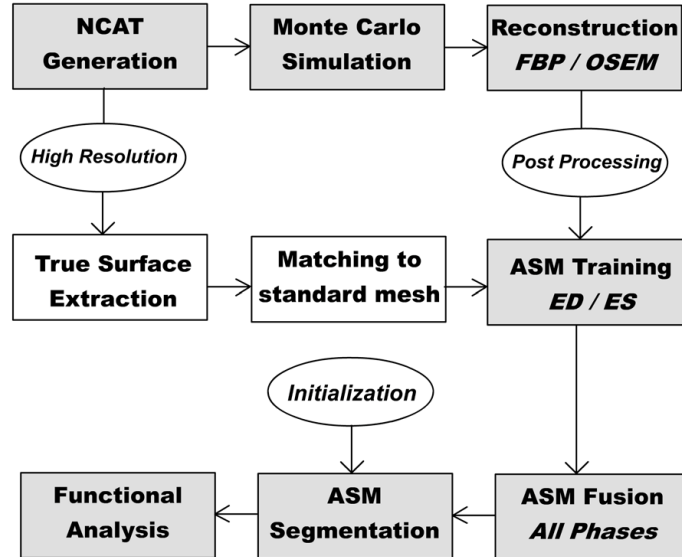 NCAT
Generation
Monte Carlo
Simulation
Reconstruction
FBP / OSEM
High Resolution
Post Processing
True Surface
Extraction
Matching to
standard mesh
ASM Training
ED / ES
Initialization
Functional
Analysis
ASM
Segmentation
ASM Fusion
All Phases